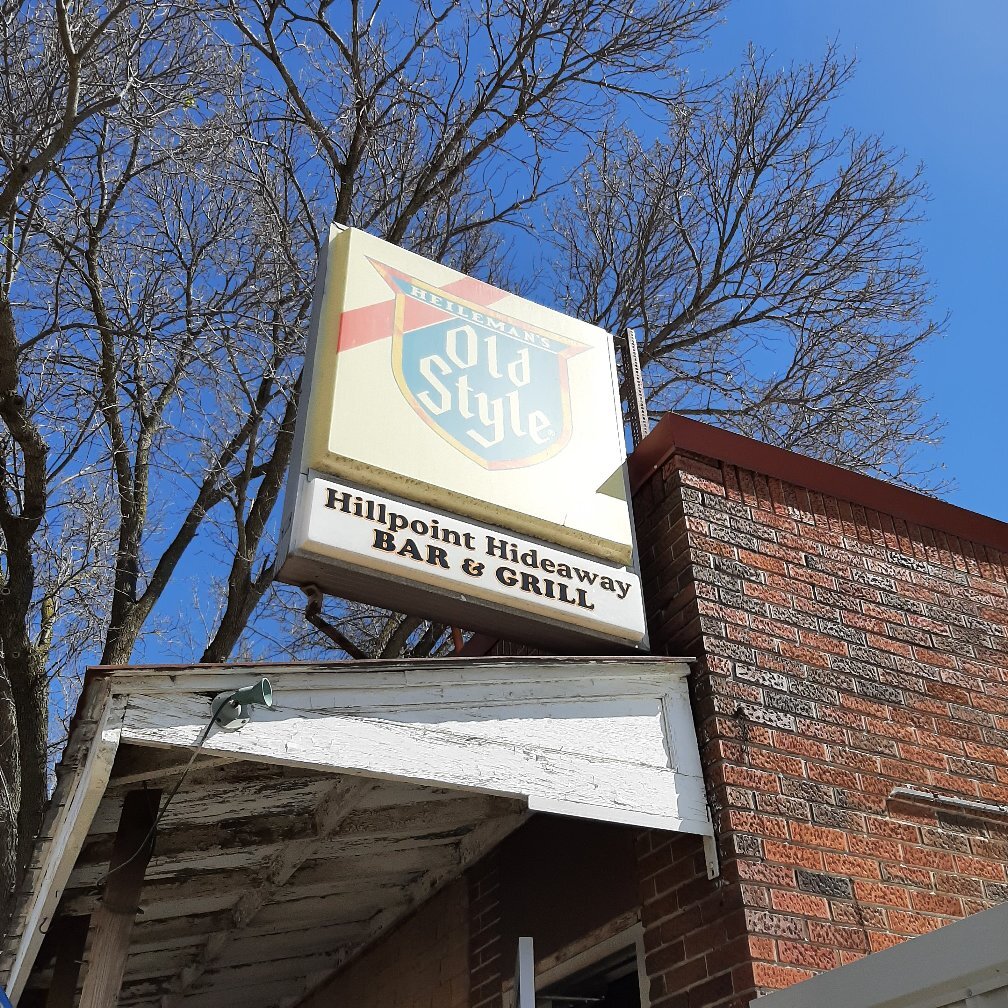 HEILEMAN'S
Old
Style®
Hillpoint Hideaway
BAR & GRILL